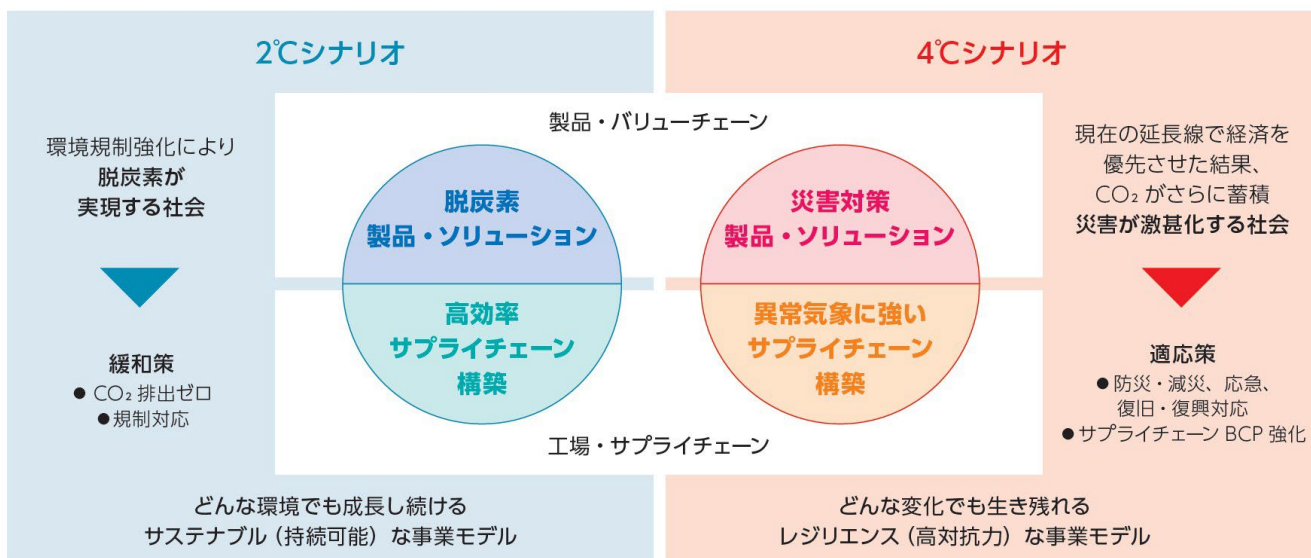 2℃シナリオ
4℃シナリオ
製品・バリューチェーン
環境規制強化により
脱炭素が
実現する社会
脱炭素
製品・ソリューション
災害対策
製品・ソリューション
現在の延長線で経済を
優先させた結果、
CO₂ がさらに蓄積
災害が激甚化する社会
高効率
サプライチェーン
構築
異常気象に強い
サプライチェーン
構築
緩和策
● CO₂ 排出ゼロ
● 規制対応
適応策
● 防災・減災、応急、
復旧・復興対応
● サプライチェーン BCP 強化
工場・サプライチェーン
どんな環境でも成長し続ける
サステナブル（持続可能）な事業モデル
どんな変化でも生き残れる
レジリエンス（高対抗力）な事業モデル